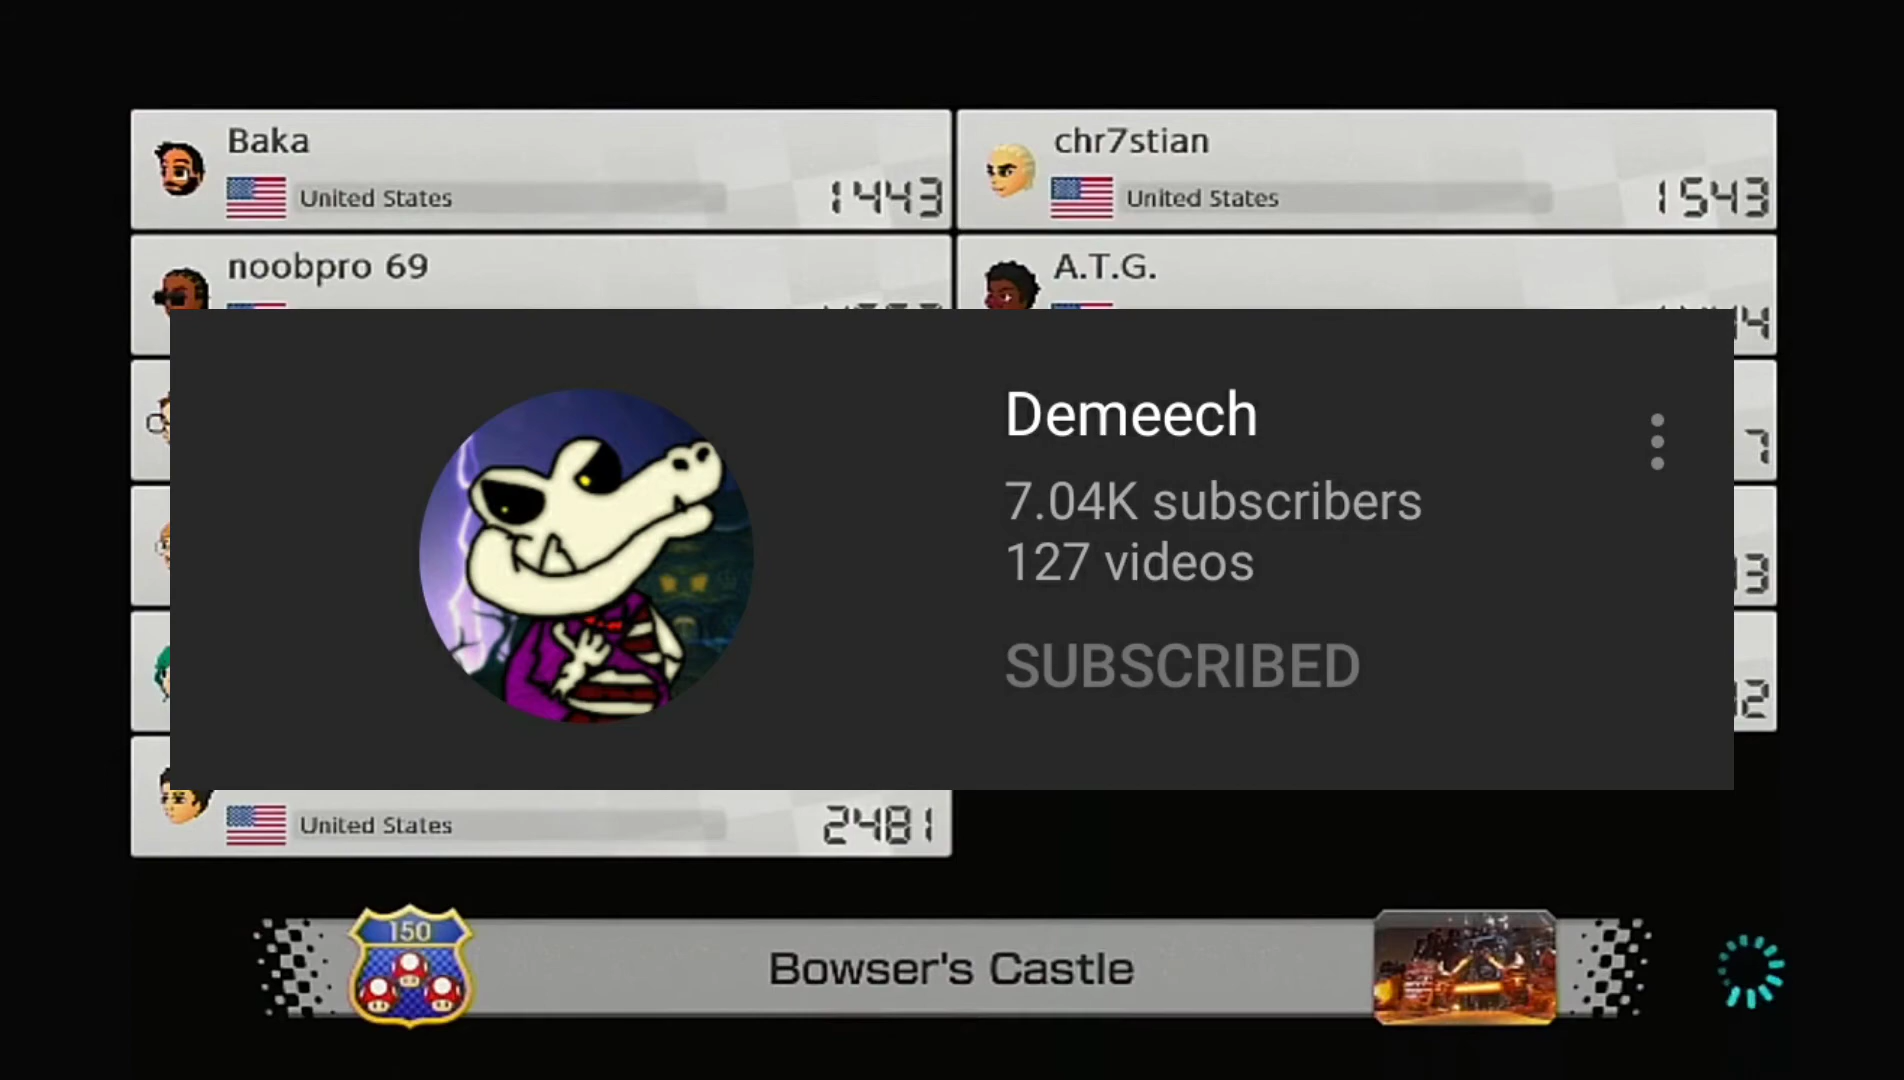 Baka
United States 1443
chr7stian
United States 1543
noobpro 69
A.T.G.
Demeech
7.04K subscribers
127 videos
SUBSCRIBED
United States 2481
150
Bowser's Castle